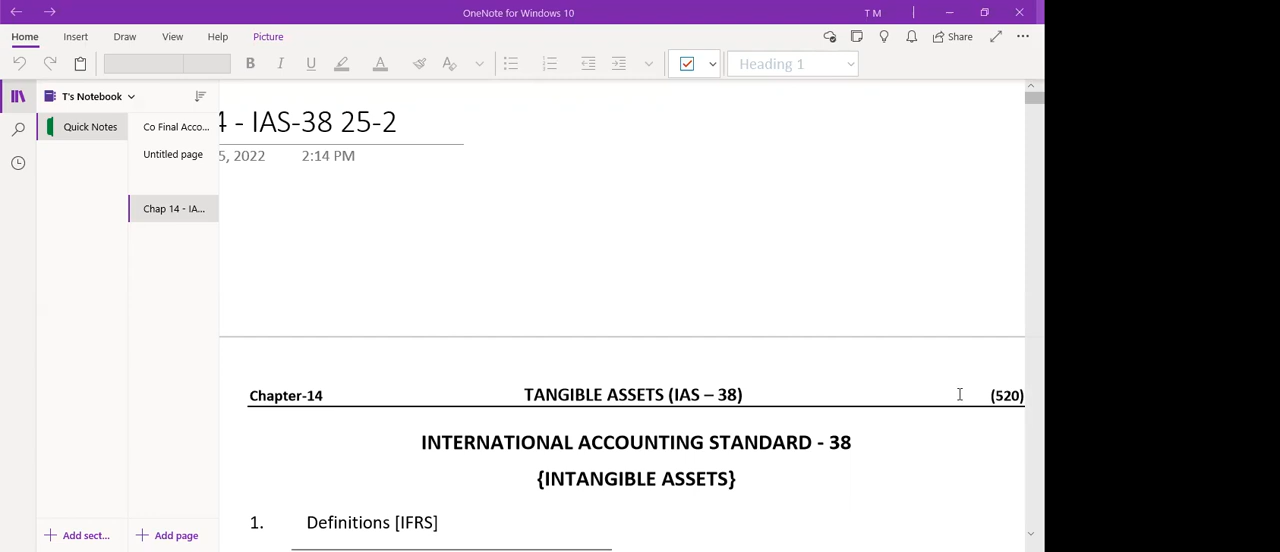 OneNote for Windows 10
T M
Home Insert Draw View Help Picture
Share
Heading 1
T's Notebook
Quick Notes
Co Final Acco...
Untitled page
Chap 14 - IA...
4 - IAS-38 25-2
5, 2022 2:14 PM
Chapter-14 TANGIBLE ASSETS (IAS – 38) (520)
INTERNATIONAL ACCOUNTING STANDARD - 38
{INTANGIBLE ASSETS}
1. Definitions [IFRS]
Add sect... Add page